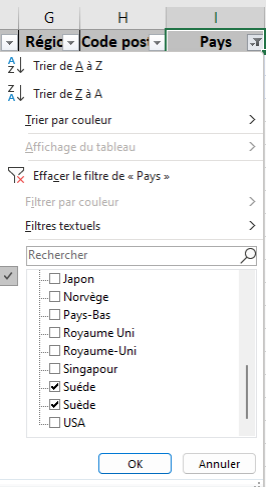 G H I
Régic Code post Pays
Trier de A à Z
Trier de Z à A
Trier par couleur
Affichage du tableau
Effacer le filtre de « Pays »
Filtrer par couleur
Filtres textuels
Rechercher
Japon
Norvège
Pays-Bas
Royaume Uni
Royaume-Uni
Singapour
Suéde
Suède
USA
OK Annuler